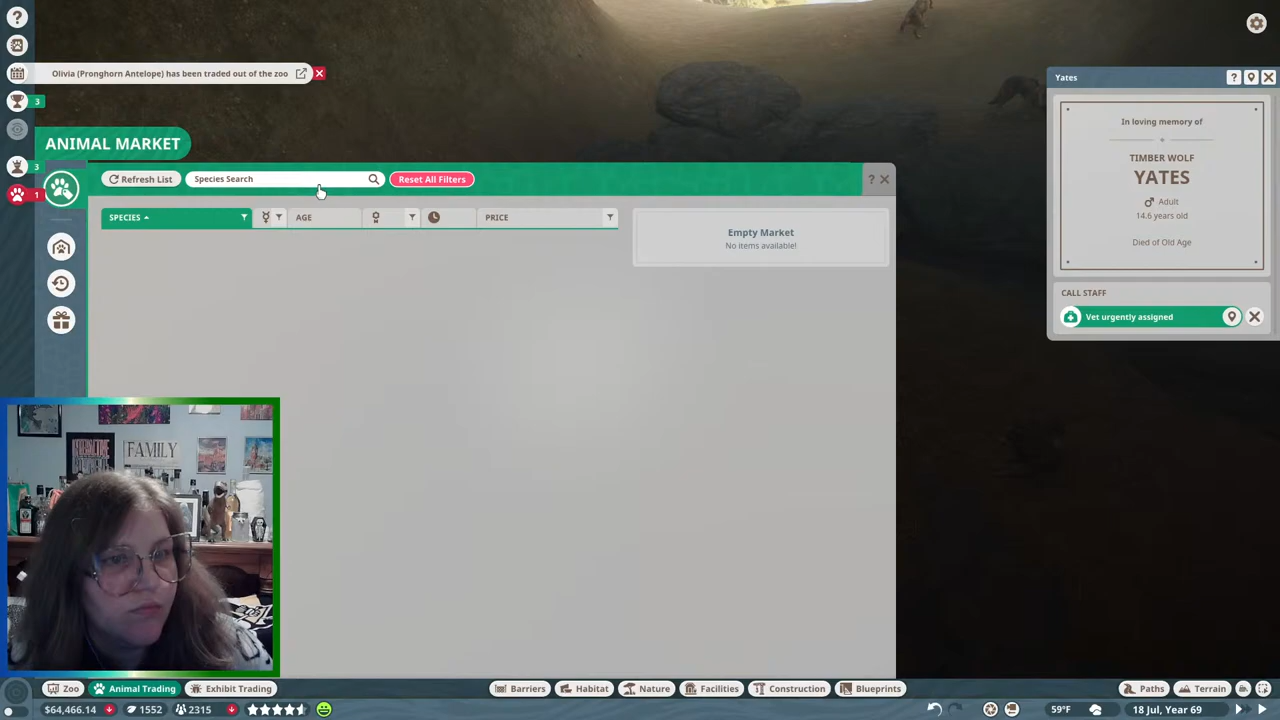 Olivia (Pronghorn Antelope) has been traded out of the zoo
3
ANIMAL MARKET
3
1
Refresh List
Species Search
Reset All Filters
? 
SPECIES
AGE
PRICE
Empty Market
No items available!
Yates
?
In loving memory of
TIMBER WOLF
YATES
Adult
14.6 years old
Died of Old Age
CALL STAFF
Vet urgently assigned
FAMILY
Zoo
Animal Trading
Exhibit Trading
Barriers
Habitat
Nature
Facilities
Construction
Blueprints
Paths
Terrain
$64,466.14
1552
2315
59°F
18 Jul, Year 69